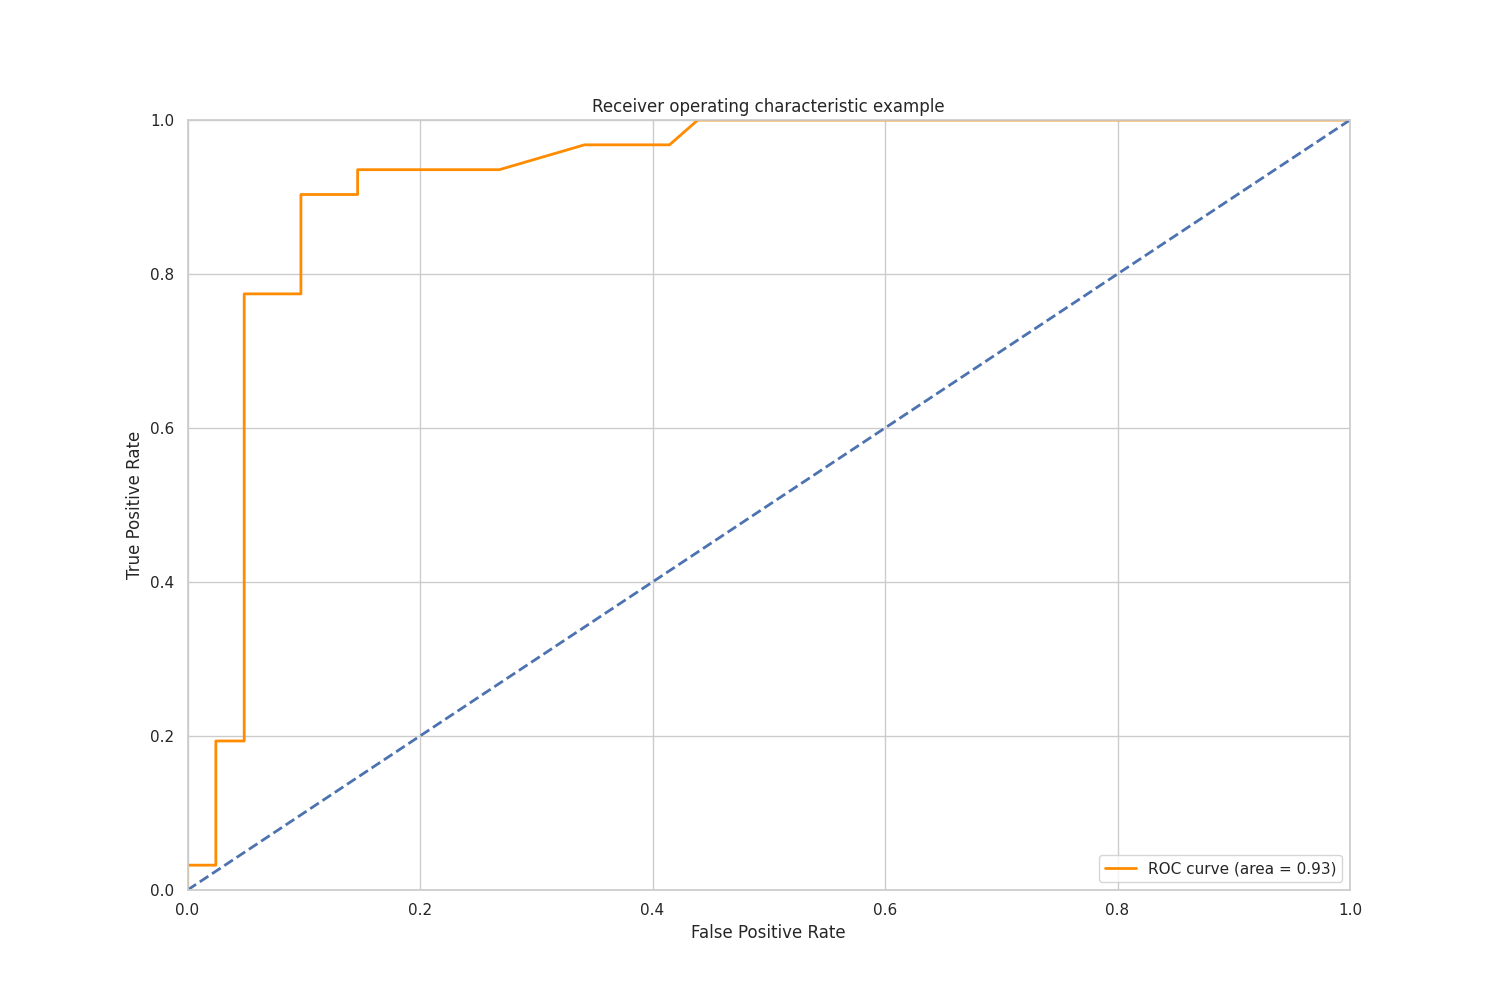 Receiver operating characteristic example
1.0
0.8
0.6
0.4
0.2
0.0
True Positive Rate
0.0 0.2 0.4 0.6 0.8 1.0
False Positive Rate
ROC curve (area = 0.93)